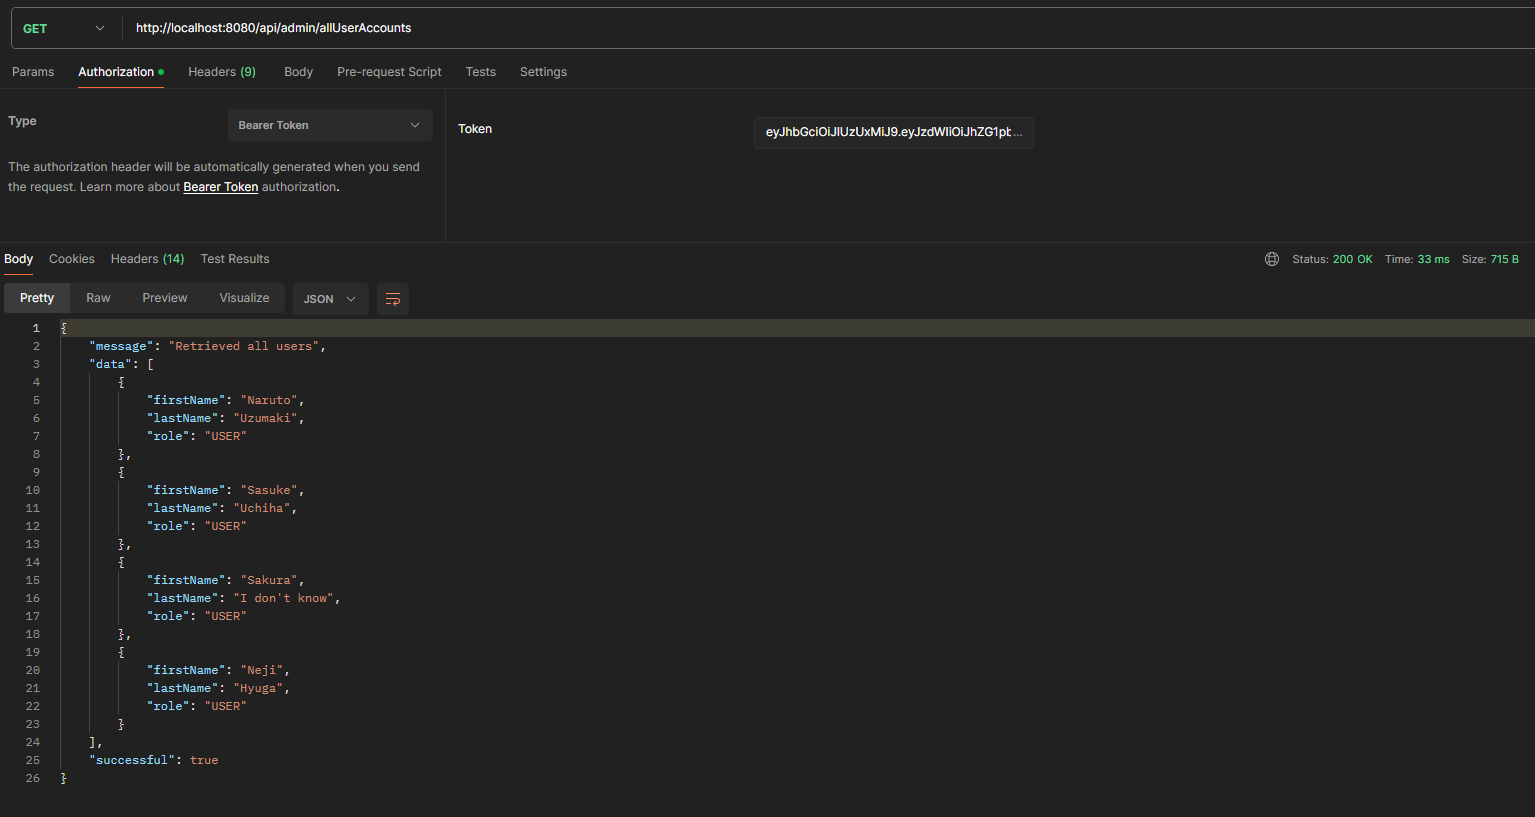 GET http://localhost:8080/api/admin/allUserAccounts
Params Authorization Headers (9) Body Pre-request Script Tests Settings
Type Bearer Token
The authorization header will be automatically generated when you send
the request. Learn more about Bearer Token authorization.
Token eyJhbGciOiJIUzUxMiJ9.eyJzdWIiOiJhZG1pb...
Body Cookies Headers (14) Test Results Status: 200 OK Time: 33 ms Size: 715 B
Pretty Raw Preview Visualize JSON
1 {
2 "message": "Retrieved all users",
3 "data": [
4 {
5 "firstName": "Naruto",
6 "lastName": "Uzumaki",
7 "role": "USER"
8 },
9 {
10 "firstName": "Sasuke",
11 "lastName": "Uchiha",
12 "role": "USER"
13 },
14 {
15 "firstName": "Sakura",
16 "lastName": "I don't know",
17 "role": "USER"
18 },
19 {
20 "firstName": "Neji",
21 "lastName": "Hyuga",
22 "role": "USER"
23 }
24 ],
25 "successful": true
26 }